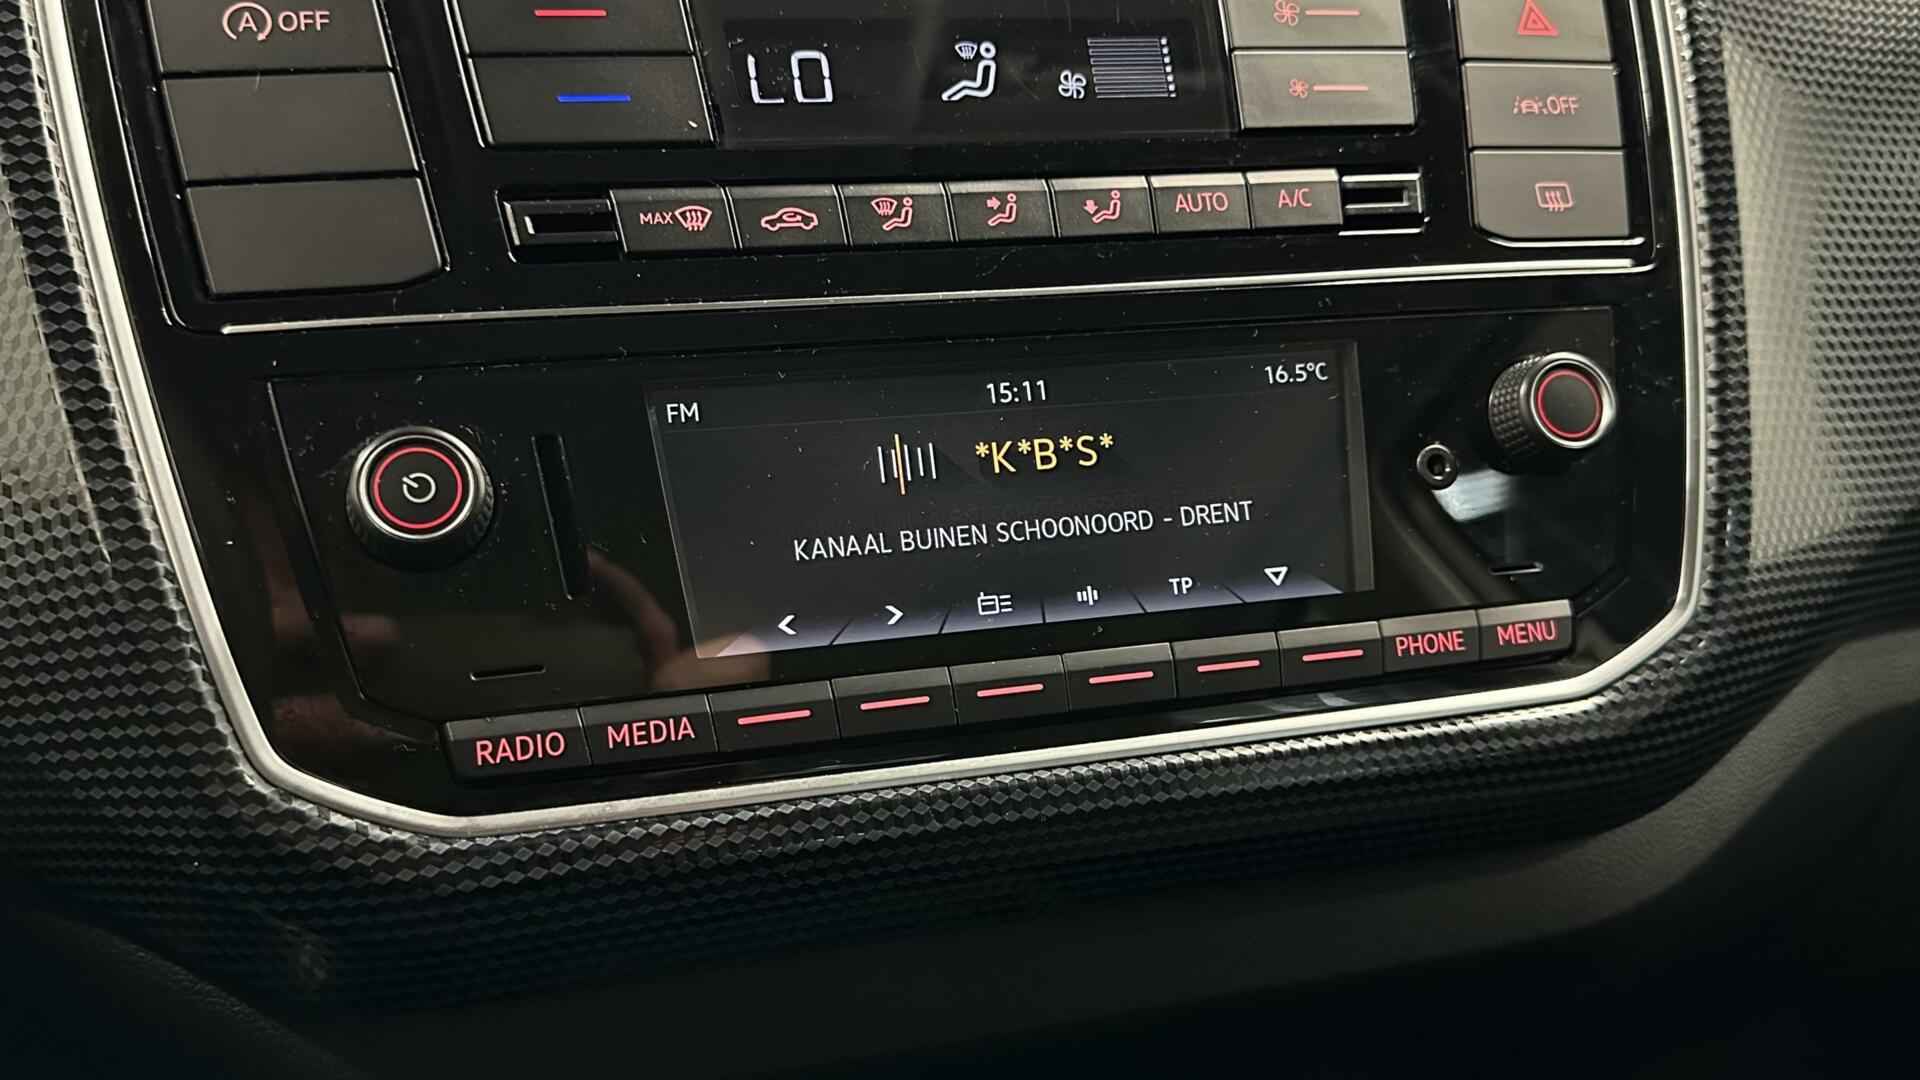 A OFF
LO
OFF
MAX
AUTO
A/C
FM
15:11
16.5°C
*K*B*S*
KANAAL BUINEN SCHOONOORD - DRENT
TP
RADIO
MEDIA
PHONE
MENU